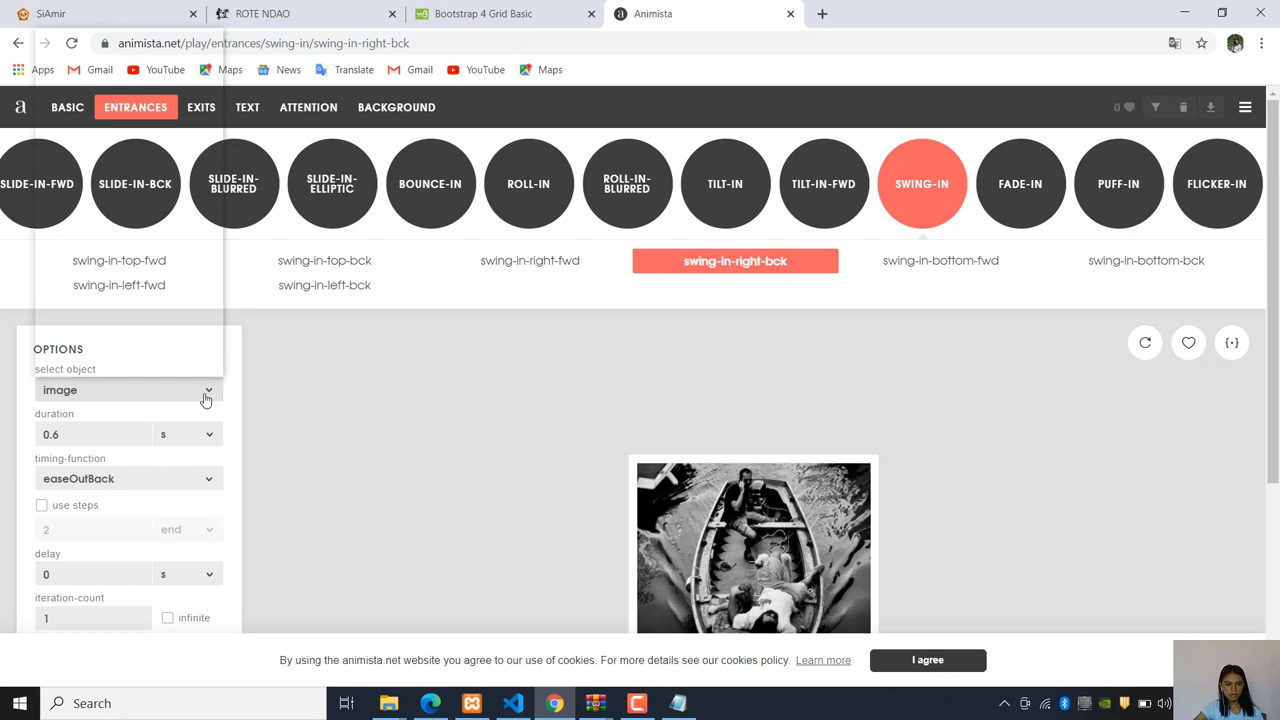 SiAmir
ROTE NDAO
Bootstrap 4 Grid Basic
Animista
animista.net/play/entrances/swing-in/swing-in-right-bck
Apps Gmail YouTube Maps News Translate Gmail YouTube Maps
a BASIC ENTRANCES EXITS TEXT ATTENTION BACKGROUND 0
SLIDE-IN-FWD SLIDE-IN-BCK SLIDE-IN-BLURRED SLIDE-IN-ELLIPTIC BOUNCE-IN ROLL-IN ROLL-IN-BLURRED TILT-IN TILT-IN-FWD SWING-IN FADE-IN PUFF-IN FLICKER-IN
swing-in-top-fwd swing-in-top-bck swing-in-right-fwd swing-in-right-bck swing-in-bottom-fwd swing-in-bottom-bck
swing-in-left-fwd swing-in-left-bck
OPTIONS
select object
image
duration
0.6 s
timing-function
easeOutBack
use steps
2 end
delay
0 s
iteration-count
1 infinite
By using the animista.net website you agree to our use of cookies. For more details see our cookies policy. Learn more I agree
Search